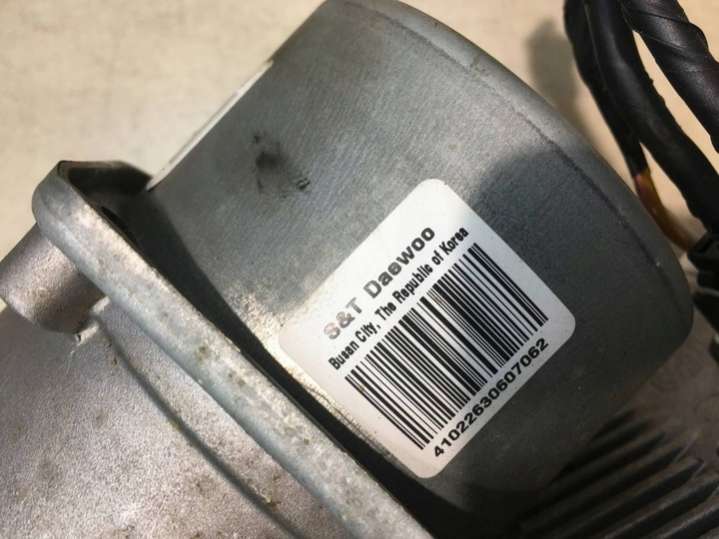 S&T Daewoo
Busan City, The Republic of Korea
41022630607062